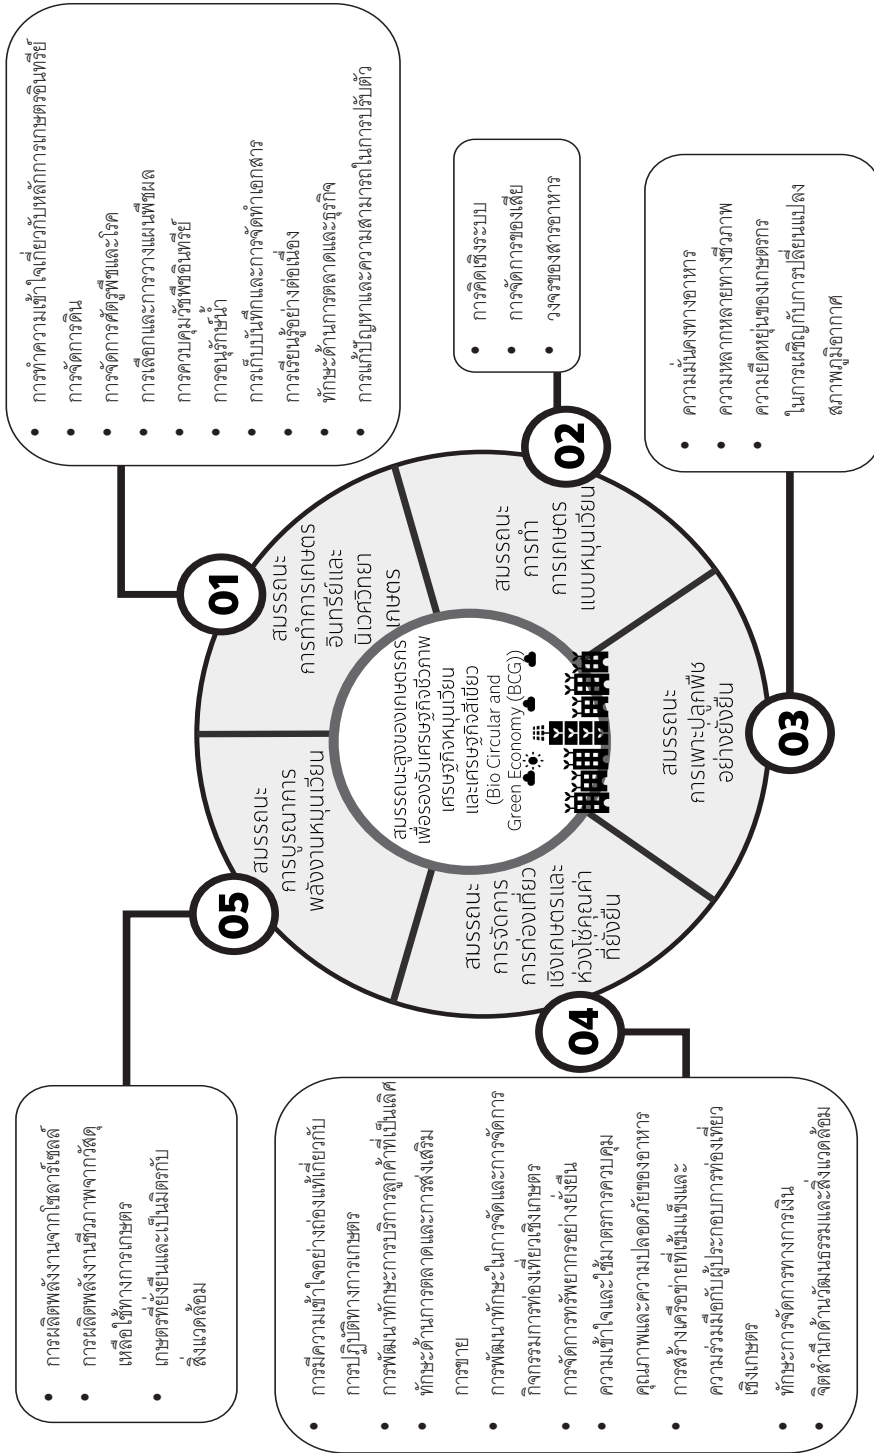 สมรรถนะสูงของเกษตรกร
เพื่อรองรับเศรษฐกิจชีวภาพ
เศรษฐกิจหมุนเวียน
และเศรษฐกิจสีเขียว
(Bio Circular and
Green Economy (BCG))
01
สมรรถนะ
การทำการเกษตร
อินทรีย์และ
นิเวศวิทยา
เกษตร
• การทำความเข้าใจเกี่ยวกับหลักการเกษตรอินทรีย์
• การจัดการดิน
• การจัดการศัตรูพืชและโรค
• การเลือกและการวางแผนพืชผล
• การควบคุมวัชพืชอินทรีย์
• การอนุรักษ์น้ำ
• การเก็บบันทึกและการจัดทำเอกสาร
• การเรียนรู้อย่างต่อเนื่อง
• ทักษะด้านการตลาดและธุรกิจ
• การแก้ปัญหาและความสามารถในการปรับตัว
02
สมรรถนะ
การทำ
การเกษตร
แบบหมุนเวียน
• การคิดเชิงระบบ
• การจัดการของเสีย
• วงจรของสารอาหาร
03
สมรรถนะ
การเพาะปลูกพืช
อย่างยั่งยืน
• ความมั่นคงทางอาหาร
• ความหลากหลายทางชีวภาพ
• ความยืดหยุ่นของเกษตรกร
ในการเผชิญกับการเปลี่ยนแปลง
สภาพภูมิอากาศ
04
สมรรถนะ
การจัดการ
การท่องเที่ยว
เชิงเกษตรและ
ห่วงโซ่คุณค่า
ที่ยั่งยืน
• การมีความเข้าใจอย่างถ่องแท้เกี่ยวกับ
การปฏิบัติทางการเกษตร
• การพัฒนาทักษะการบริการลูกค้าที่เป็นเลิศ
• ทักษะด้านการตลาดและการส่งเสริม
การขาย
• การพัฒนาทักษะในการจัดและการจัดการ
กิจกรรมการท่องเที่ยวเชิงเกษตร
• การจัดการทรัพยากรอย่างยั่งยืน
• ความเข้าใจและใช้มาตรการควบคุม
คุณภาพและความปลอดภัยของอาหาร
• การสร้างเครือข่ายที่เข้มแข็งและ
ความร่วมมือกับผู้ประกอบการท่องเที่ยว
เชิงเกษตร
• ทักษะการจัดการทางการเงิน
• จิตสำนึกด้านวัฒนธรรมและสิ่งแวดล้อม
05
สมรรถนะ
การบูรณาการ
พลังงานหมุนเวียน
• การผลิตพลังงานจากโซลาร์เซลล์
• การผลิตพลังงานชีวภาพจากวัสดุ
เหลือใช้ทางการเกษตร
• เกษตรที่ยั่งยืนและเป็นมิตรกับ
สิ่งแวดล้อม